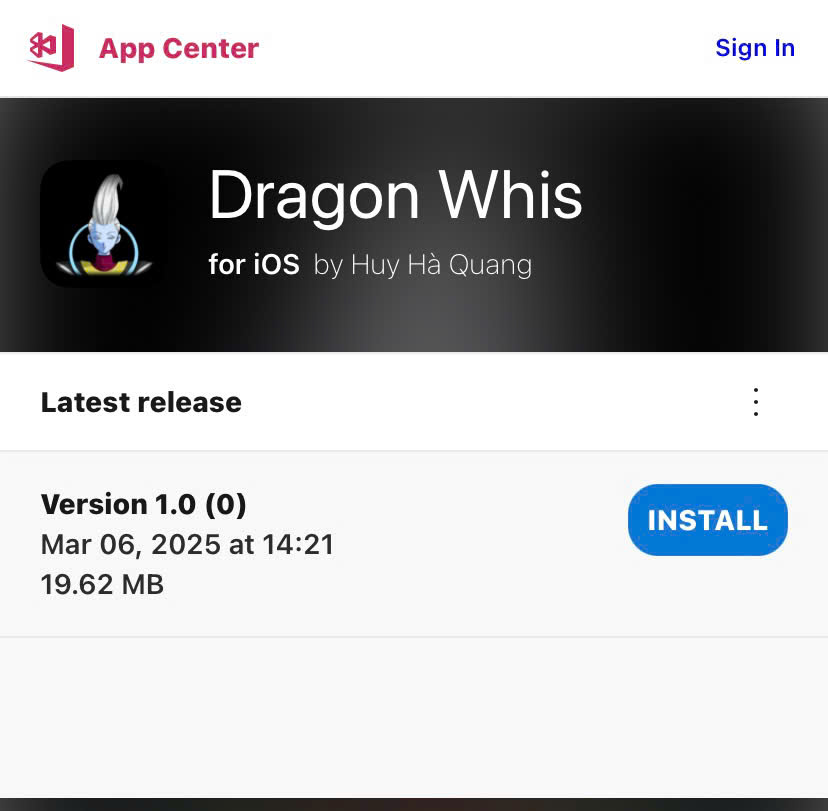 App Center
Sign In
Dragon Whis
for iOS by Huy Hà Quang
Latest release
Version 1.0 (0)
Mar 06, 2025 at 14:21
19.62 MB
INSTALL